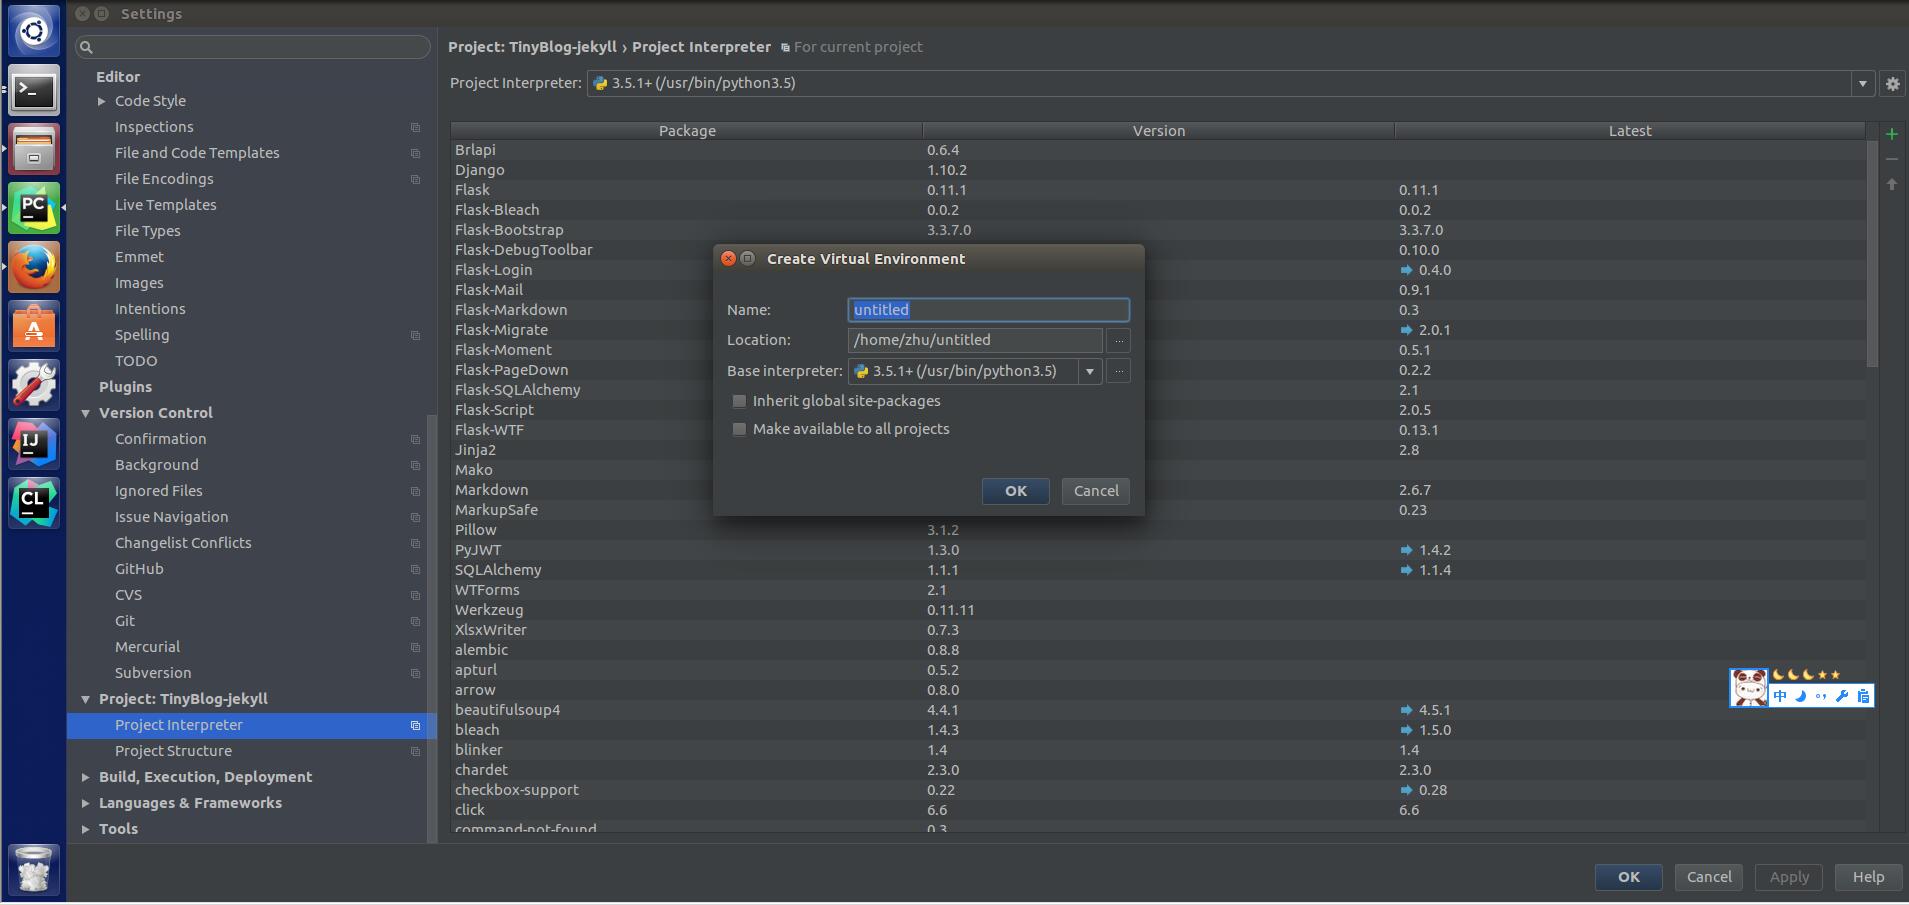 Settings
Project: TinyBlog-jekyll › Project Interpreter For current project
Project Interpreter: 3.5.1+ (/usr/bin/python3.5)
Editor
Code Style
Inspections
File and Code Templates
File Encodings
Live Templates
File Types
Emmet
Images
Intentions
Spelling
TODO
Plugins
Version Control
Confirmation
Background
Ignored Files
Issue Navigation
Changelist Conflicts
GitHub
CVS
Git
Mercurial
Subversion
Project: TinyBlog-jekyll
Project Interpreter
Project Structure
Build, Execution, Deployment
Languages & Frameworks
Tools
Package Version Latest
Brlapi 0.6.4
Django 1.10.2
Flask 0.11.1 0.11.1
Flask-Bleach 0.0.2 0.0.2
Flask-Bootstrap 3.3.7.0 3.3.7.0
Flask-DebugToolbar 0.10.0
Flask-Login 0.4.0
Flask-Mail 0.9.1
Flask-Markdown 0.3
Flask-Migrate 2.0.1
Flask-Moment 0.5.1
Flask-PageDown 0.2.2
Flask-SQLAlchemy 2.1
Flask-Script 2.0.5
Flask-WTF 0.13.1
Jinja2 2.8
Mako
Markdown 2.6.7
MarkupSafe 0.23
Pillow 3.1.2
PyJWT 1.3.0 1.4.2
SQLAlchemy 1.1.1 1.1.4
WTForms 2.1
Werkzeug 0.11.11
XlsxWriter 0.7.3
alembic 0.8.8
apturl 0.5.2
arrow 0.8.0
beautifulsoup4 4.4.1 4.5.1
bleach 1.4.3 1.5.0
blinker 1.4 1.4
chardet 2.3.0 2.3.0
checkbox-support 0.22 0.28
click 6.6 6.6
command-not-found 0.3
Create Virtual Environment
Name: untitled
Location: /home/zhu/untitled ...
Base interpreter: 3.5.1+ (/usr/bin/python3.5) ...
Inherit global site-packages
Make available to all projects
OK Cancel
中
OK Cancel Apply Help
PC
IJ
CL